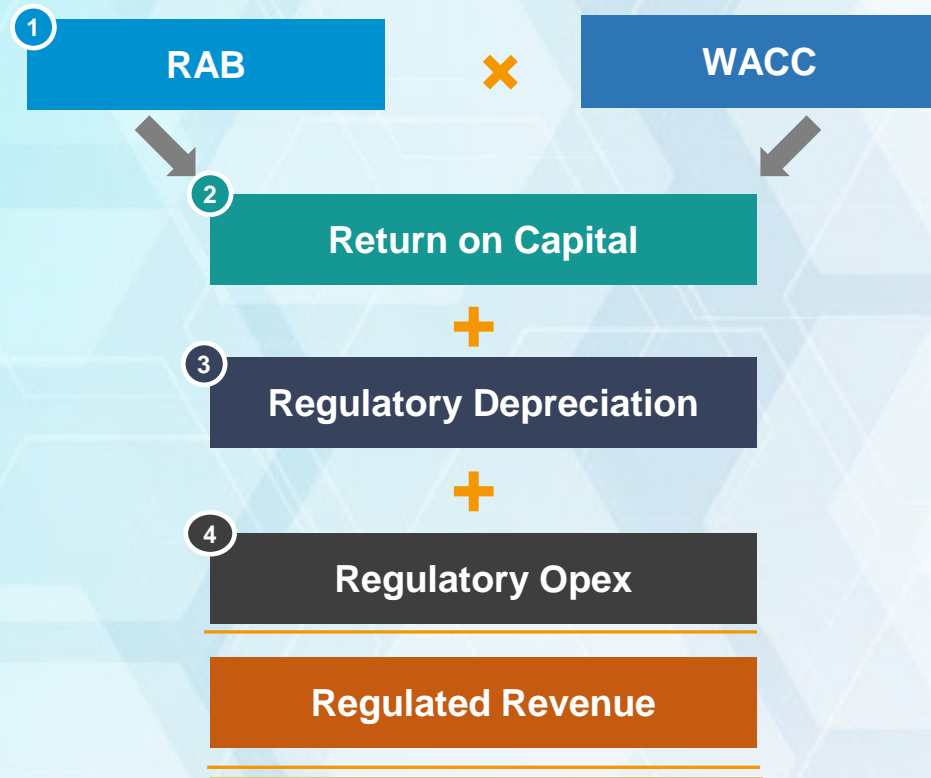 1
RAB
×
WACC
2
Return on Capital
+
3
Regulatory Depreciation
+
4
Regulatory Opex
Regulated Revenue